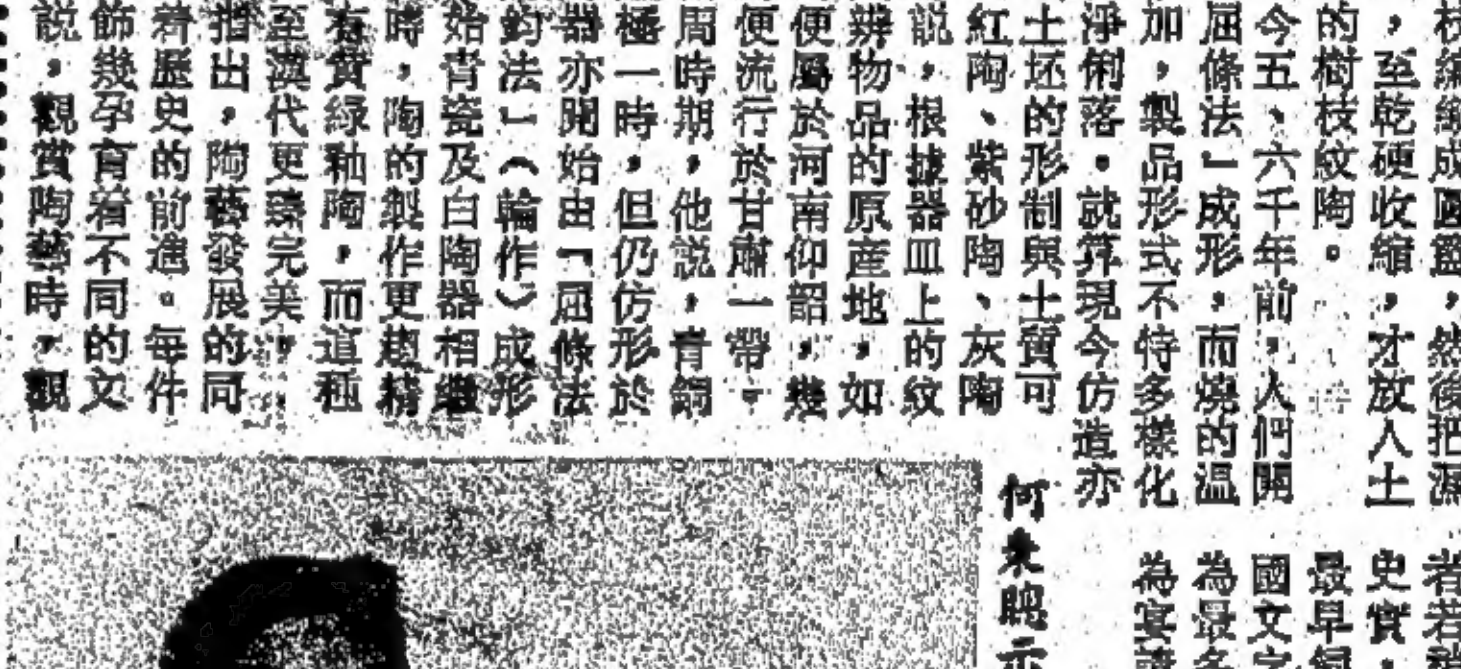 枝編織成圓籃,然後把濕
,至乾硬收縮,才放入土
的樹枝紋陶。
今五、六千年前,人們開
屈條法」成形,而燒的溫
加,製品形式不特多樣化
淨俐落。就算現今仿造亦
土坯的形制與土質可
紅陶、紫砂陶、灰陶
說,根據器皿上的紋
辨物品的原産地,如
便屬於河南仰韶,幾
便流行於甘肅一帶,
周時期,他說,青銅
極一時,但仍仿形於
器亦開始由『屈條法
鈞法』(輪作)成形
始青瓷及白陶器相繼
時,陶的製作更趨精
有質綠釉陶,而這種
至漢代更臻完美,
指出,陶藝發展的同
着歷史的前進。每件
飾幾孕育着不同的文
說,觀賞陶藝時,觀
者若
史實。
最早
國文
為最
為宴
何